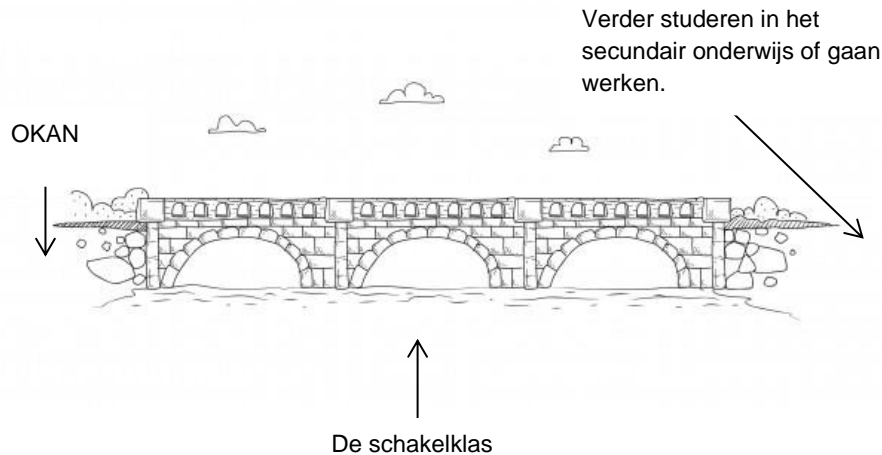 Verder studeren in het
secundair onderwijs of gaan
werken.
OKAN
De schakelklas